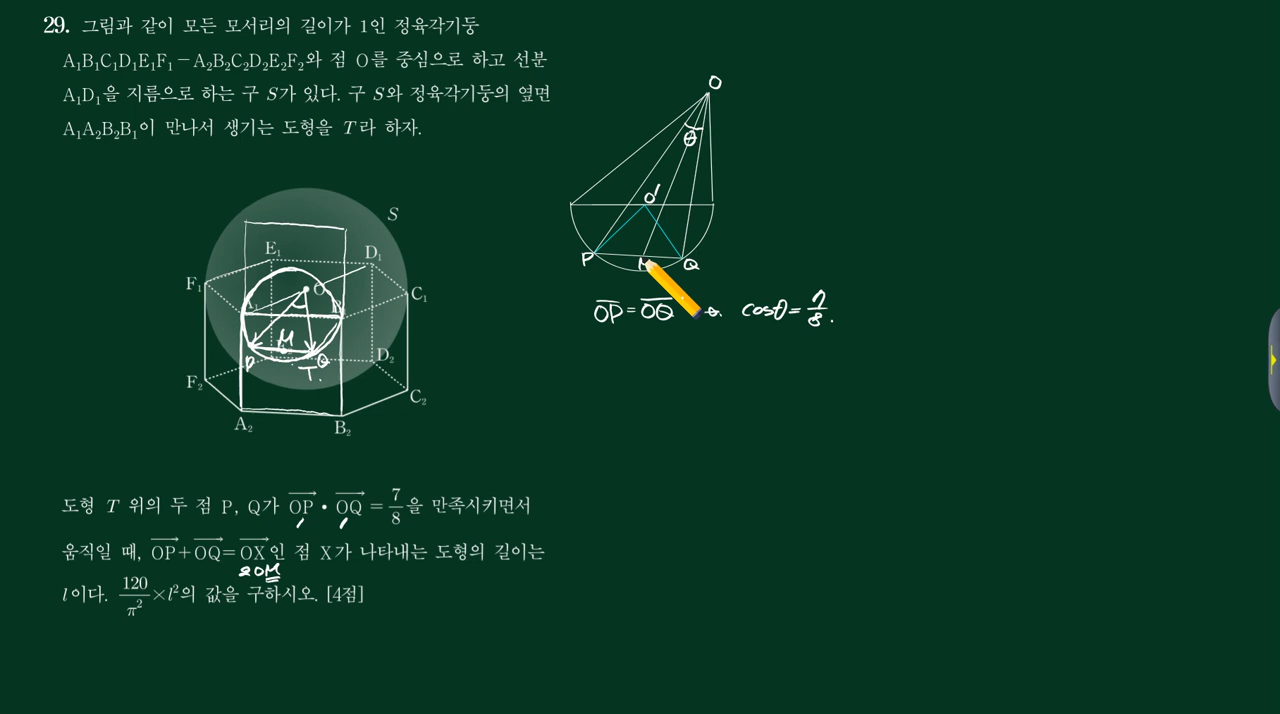 29. 그림과 같이 모든 모서리의 길이가 1인 정육각기둥
A₁B₁C₁D₁E₁F₁－A₂B₂C₂D₂E₂F₂와 점 O를 중심으로 하고 선분
A₁D₁을 지름으로 하는 구 S가 있다. 구 S와 정육각기둥의 옆면
A₁A₂B₂B₁이 만나서 생기는 도형을 T라 하자.
O
θ
O'
P M Q
OP = OQ cosθ = 7/8.
S
E₁ D₁
F₁ O C₁
A₁ B₁
M
P Q D₂
T.
F₂ C₂
A₂ B₂
도형 T 위의 두 점 P, Q가 OP • OQ = 7/8을 만족시키면서
움직일 때, OP+OQ=OX인 점 X가 나타내는 도형의 길이는
2OM
l이다. 120/π² ×l²의 값을 구하시오. [4점]